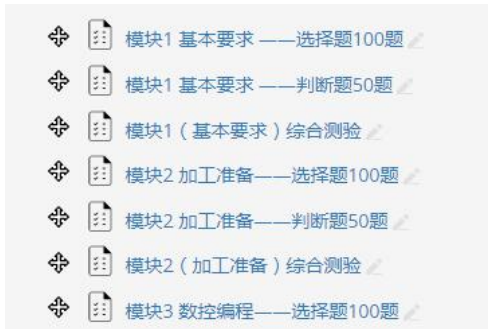 模块1 基本要求 ——选择题100题
模块1 基本要求 ——判断题50题
模块1（基本要求）综合测验
模块2 加工准备——选择题100题
模块2 加工准备——判断题50题
模块2（加工准备）综合测验
模块3 数控编程——选择题100题